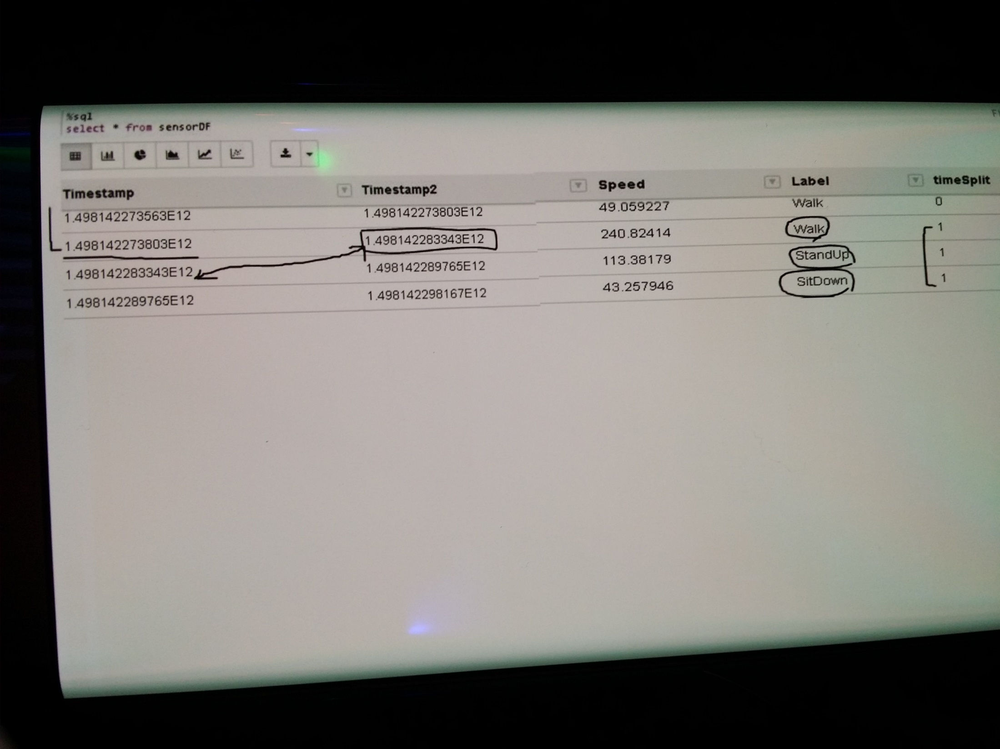 %sql
select * from sensorDF
Timestamp Timestamp2 Speed Label timeSplit
1.498142273563E12 1.498142273803E12 49.059227 Walk 0
1.498142273803E12 1.498142283343E12 240.82414 Walk 1
1.498142283343E12 1.498142289765E12 113.38179 StandUp 1
1.498142289765E12 1.498142298167E12 43.257946 SitDown 1